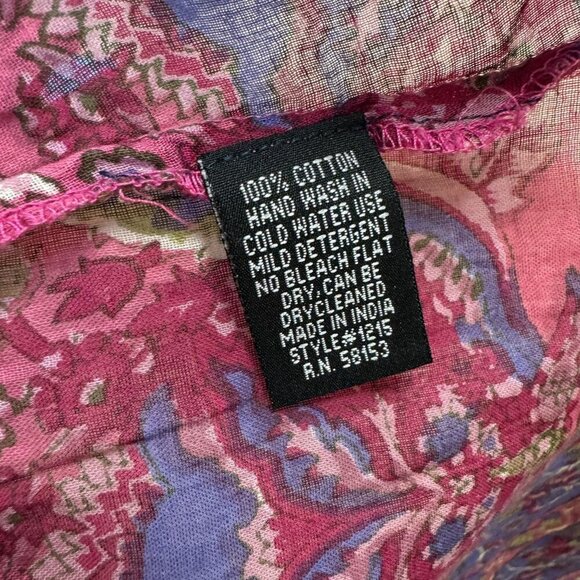 100% COTTON
HAND WASH IN
COLD WATER USE
MILD DETERGENT
NO BLEACH FLAT
DRY, CAN BE
DRYCLEANED
MADE IN INDIA
STYLE#1215
R.N. 58153